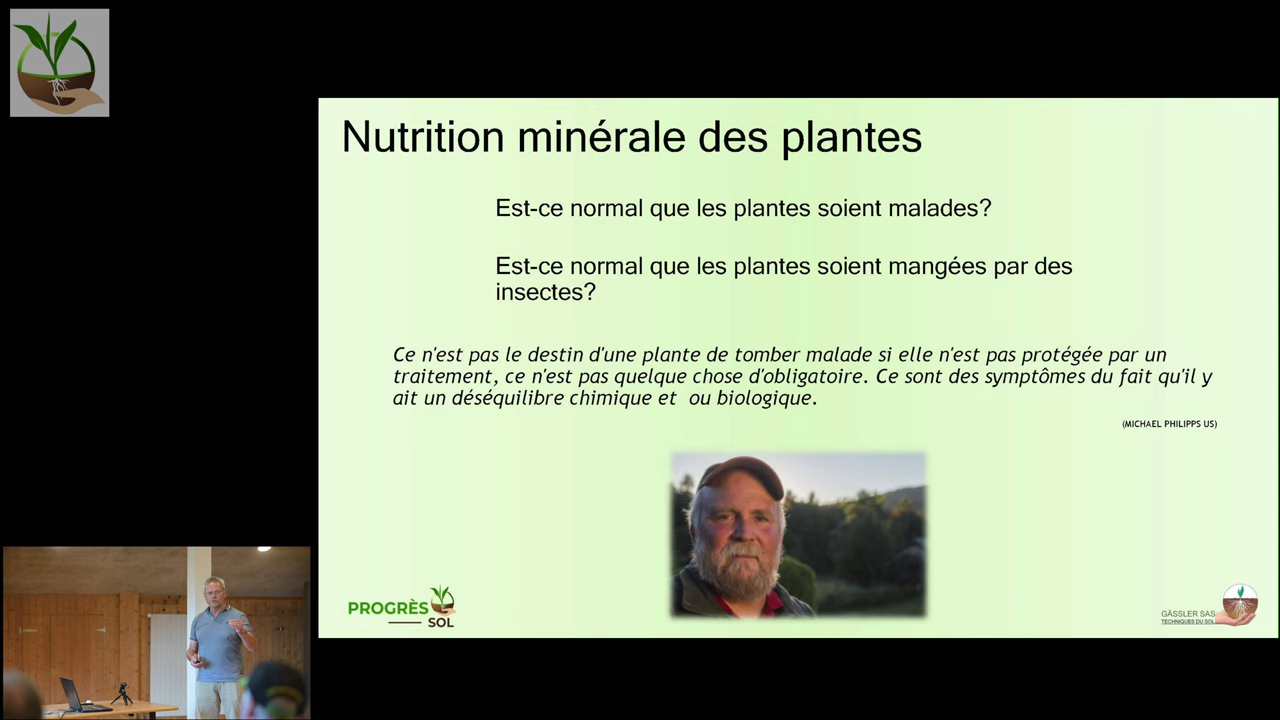 Nutrition minérale des plantes
Est-ce normal que les plantes soient malades?
Est-ce normal que les plantes soient mangées par des
insectes?
Ce n'est pas le destin d'une plante de tomber malade si elle n'est pas protégée par un
traitement, ce n'est pas quelque chose d'obligatoire. Ce sont des symptômes du fait qu'il y
ait un déséquilibre chimique et  ou biologique.
(MICHAEL PHILIPPS US)
PROGRÈS
SOL
GÄSSLER SAS
TECHNIQUES DU SOL